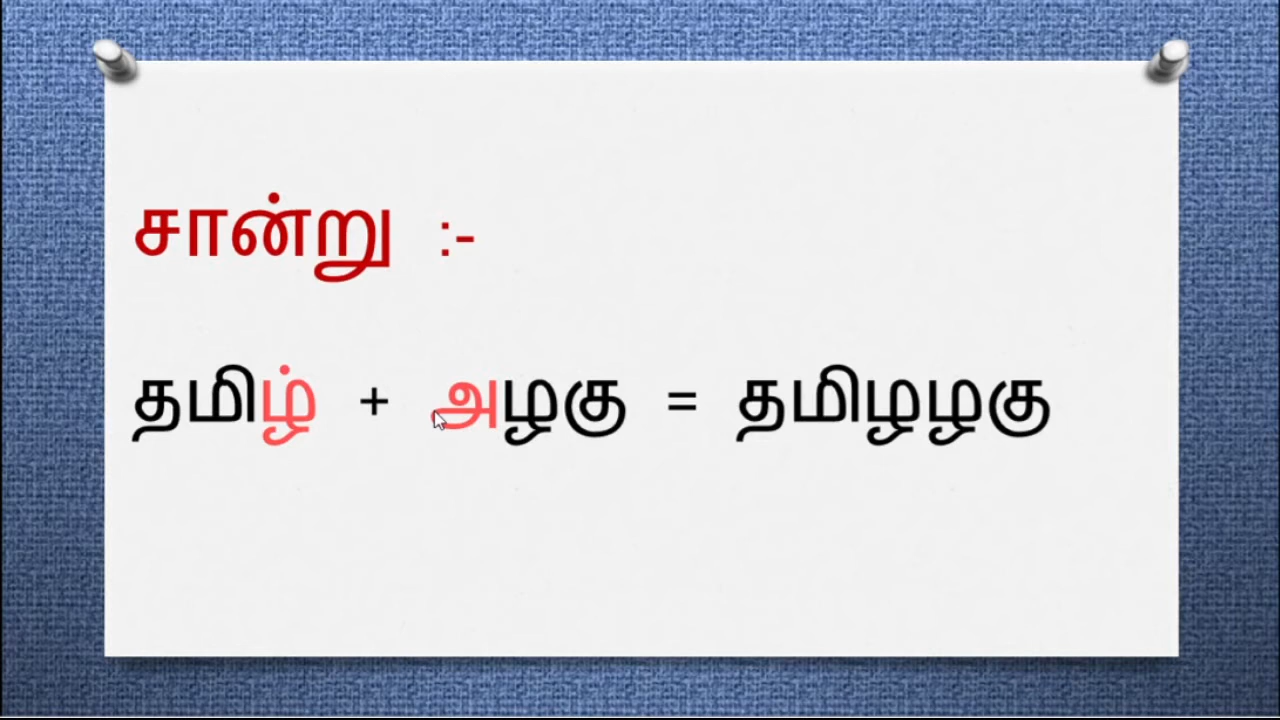 சான்று :-
தமிழ் + அழகு = தமிழழகு